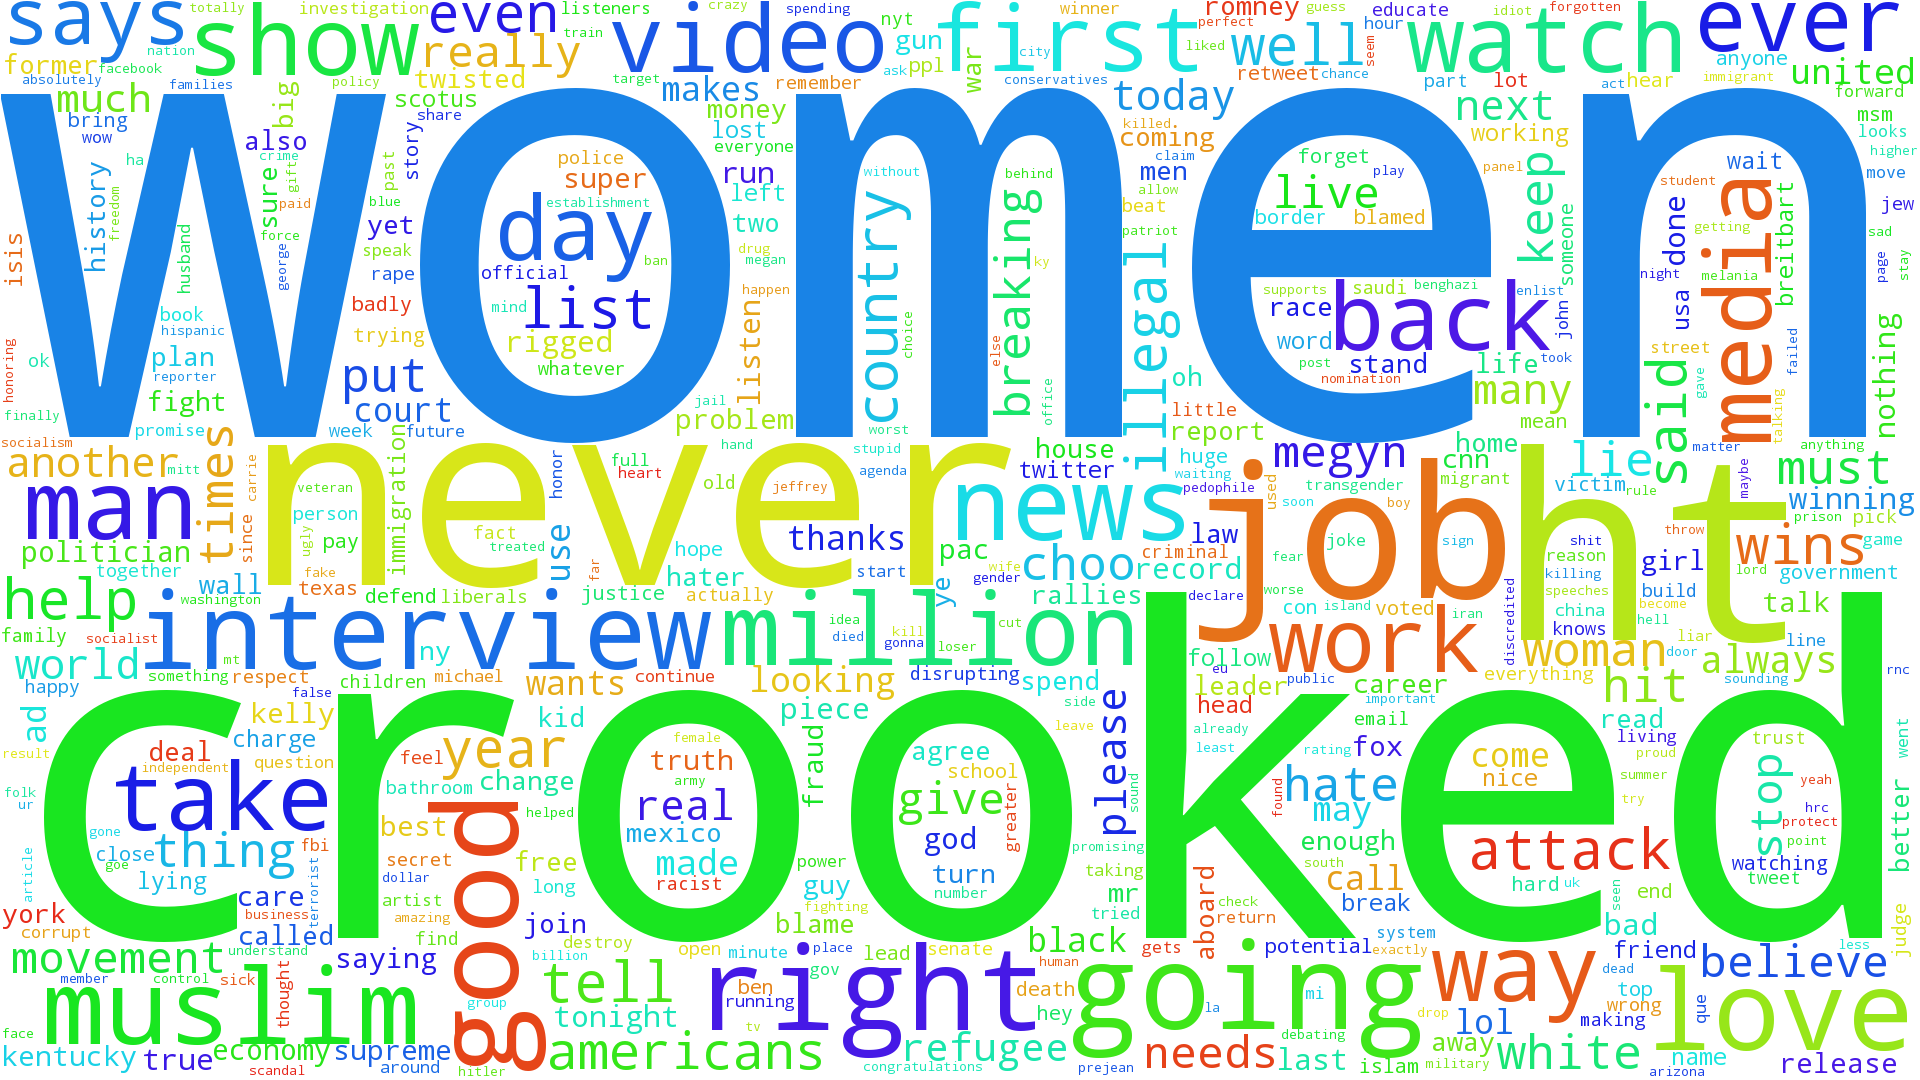 women
crooked
never
job
ht
says
show
video
first
watch
ever
even
really
well
romney
gun
nyt
ppl
war
totally
investigation
listeners
train
crazy
spending
winner
perfect
guess
liked
educate
hour
seem
idiot
forgotten
nation
former
facebook
absolutely
families
policy
twisted
target
ask
city
conservatives
retweet
chance
part
lot
hear
act
immigrant
anyone
united
forward
much
bring
wow
big
scotus
share
makes
remember
money
lost
everyone
today
coming
killed
claim
next
working
msm
looks
higher
also
crime
gift
ha
history
freedom
sure
paid
past
story
blue
police
super
establishment
run
left
two
without
behind
men
allow
beat
patriot
forget
play
live
border
blamed
panel
keep
student
wait
move
jew
isis
husband
force
george
yet
speak
rape
day
official
ban
drug
megan
country
ky
illegal
someone
done
getting
media
breitbart
sad
stay
page
book
hispanic
badly
mind
list
happen
listen
choice
breaking
supports
saudi
benghazi
race
back
enlist
night
melania
john
usa
honoring
ok
plan
reporter
trying
rigged
whatever
else
word
post
stand
nomination
took
life
street
failed
nothing
finally
fight
promise
put
court
week
future
jail
problem
hand
worst
office
oh
little
report
many
mean
said
gave
talking
socialism
another
mitt
times
carrie
immigration
honor
full
heart
stupid
agenda
house
twitter
huge
waiting
megyn
home
cnn
migrant
lie
victim
rule
matter
maybe
anything
must
man
veteran
person
since
ugly
pay
fact
treated
use
old
jeffrey
news
pedophile
used
soon
transgender
boy
winning
prison
pick
politician
together
fake
texas
hope
hater
thanks
pac
choo
law
criminal
record
fear
joke
sign
reason
shit
girl
throw
wins
game
wall
washington
defend
liberals
far
justice
actually
start
ye
wife
gender
rallies
declare
worse
con
island
voted
iran
discredited
killing
speeches
build
lord
government
help
family
socialist
interview
million
idea
died
kill
gonna
loser
cut
work
china
knows
become
hell
talk
world
mt
something
respect
ny
children
michael
wants
continue
looking
disrupting
spend
follow
eu
leader
public
woman
everything
liar
door
line
always
rnc
happy
false
ad
kelly
charge
kid
piece
side
leave
please
already
least
head
career
important
email
hit
sounding
read
living
proud
went
result
deal
independent
question
feel
year
female
truth
army
agree
school
rating
fox
come
nice
trust
summer
folk
ur
take
bathroom
change
fraud
real
give
greater
sound
found
hate
stop
yeah
try
hrc
gone
goe
close
thing
fbi
best
helped
mexico
god
promising
may
enough
attack
protect
point
better
article
lying
terrorist
secret
dollar
good
free
made
racist
power
guy
turn
number
taking
south
call
hard
uk
watching
tweet
york
corrupt
care
business
artist
amazing
long
join
fighting
mr
tried
aboard
check
return
break
seen
end
bad
judge
called
find
destroy
blame
black
gets
potential
system
exactly
friend
less
movement
understand
saying
billion
open
minute
place
lead
senate
human
way
dead
believe
member
control
sick
thought
group
tell
right
gov
ben
running
death
going
mi
top
wrong
love
muslim
tonight
tv
hey
la
debating
drop
lol
making
que
face
kentucky
true
economy
scandal
supreme
around
hitler
americans
refugee
congratulations
prejean
needs
last
islam
away
military
white
name
arizona
release